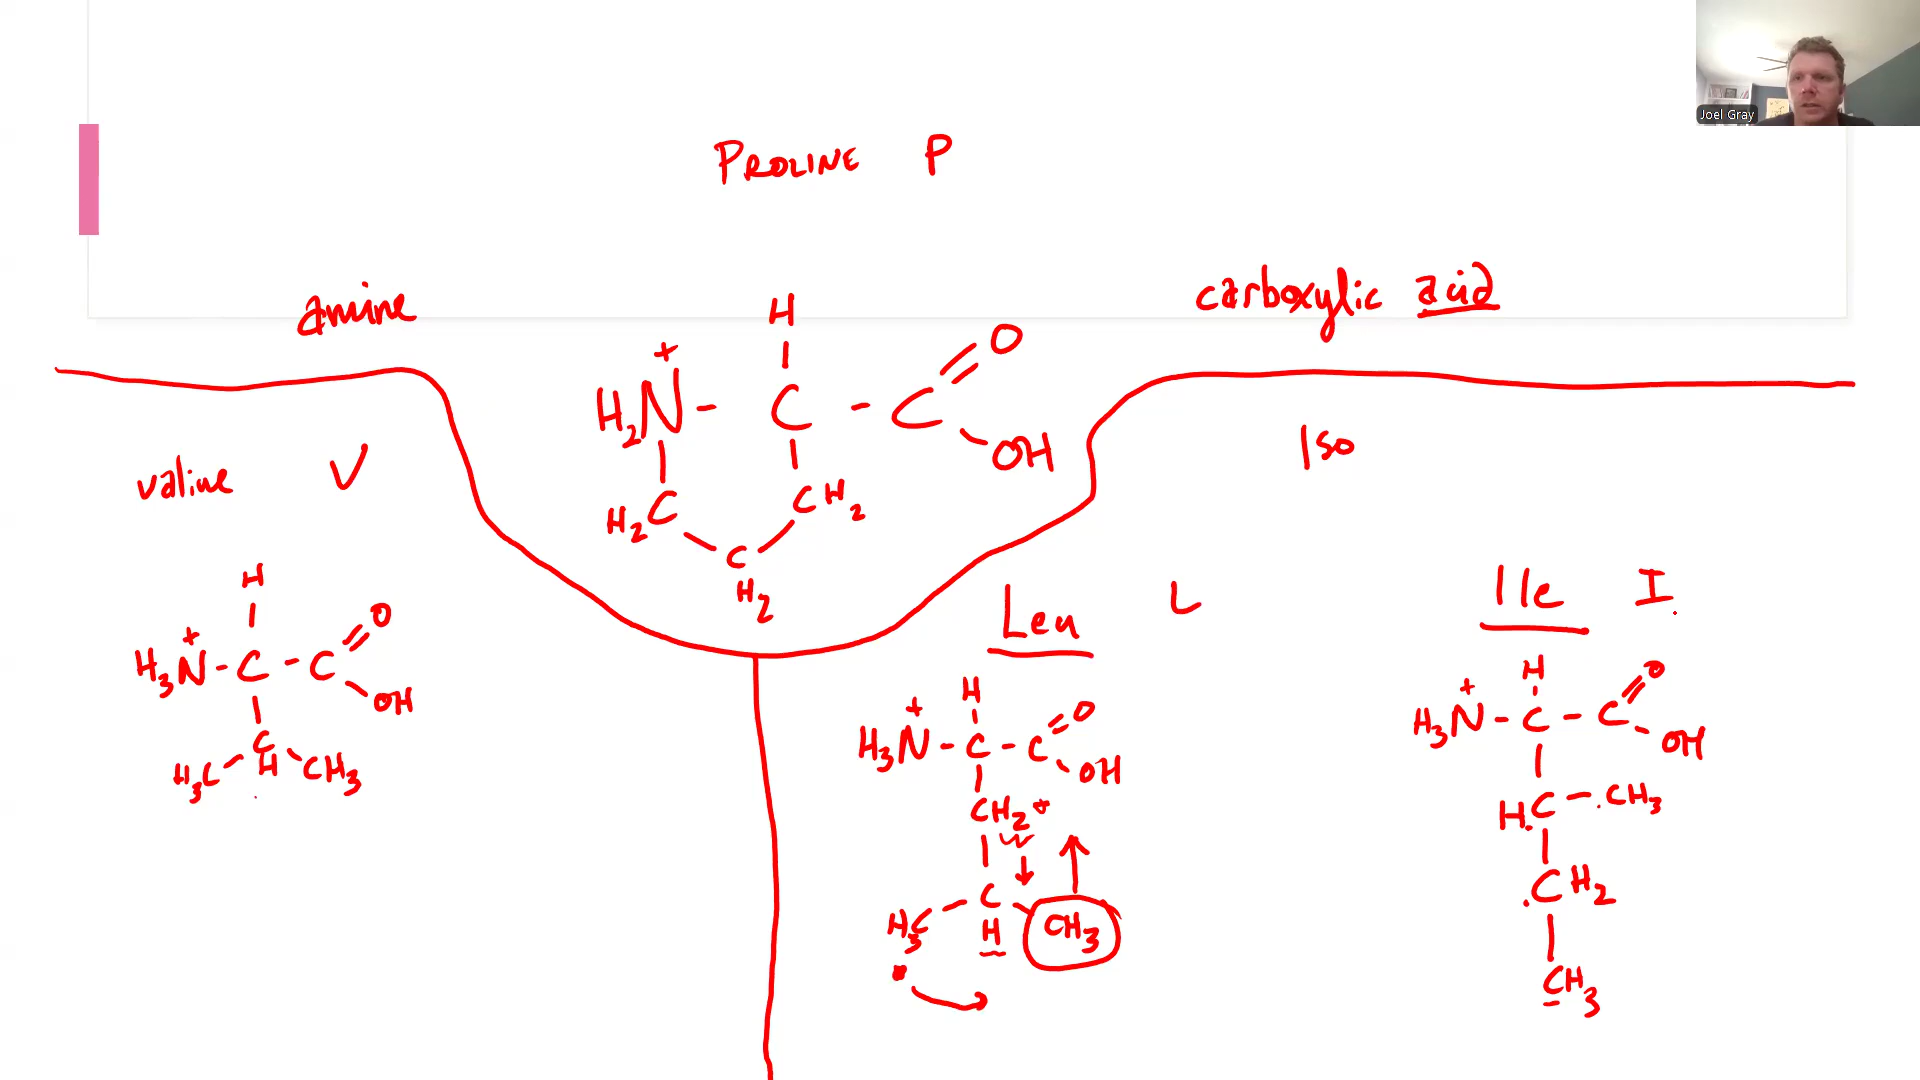 Joel Gray
PROLINE P
amine
carboxylic acid
H
+
O
H2N - C - C
OH
H2C
CH2
C
H2
valine V
H
+
O
H3N - C - C
OH
C
H3C H CH3
Iso
Leu L
H
+
O
H3N - C - C
OH
CH2
C
H3C H CH3
Ile I
H
+
O
H3N - C - C
OH
HC - CH3
CH2
CH3